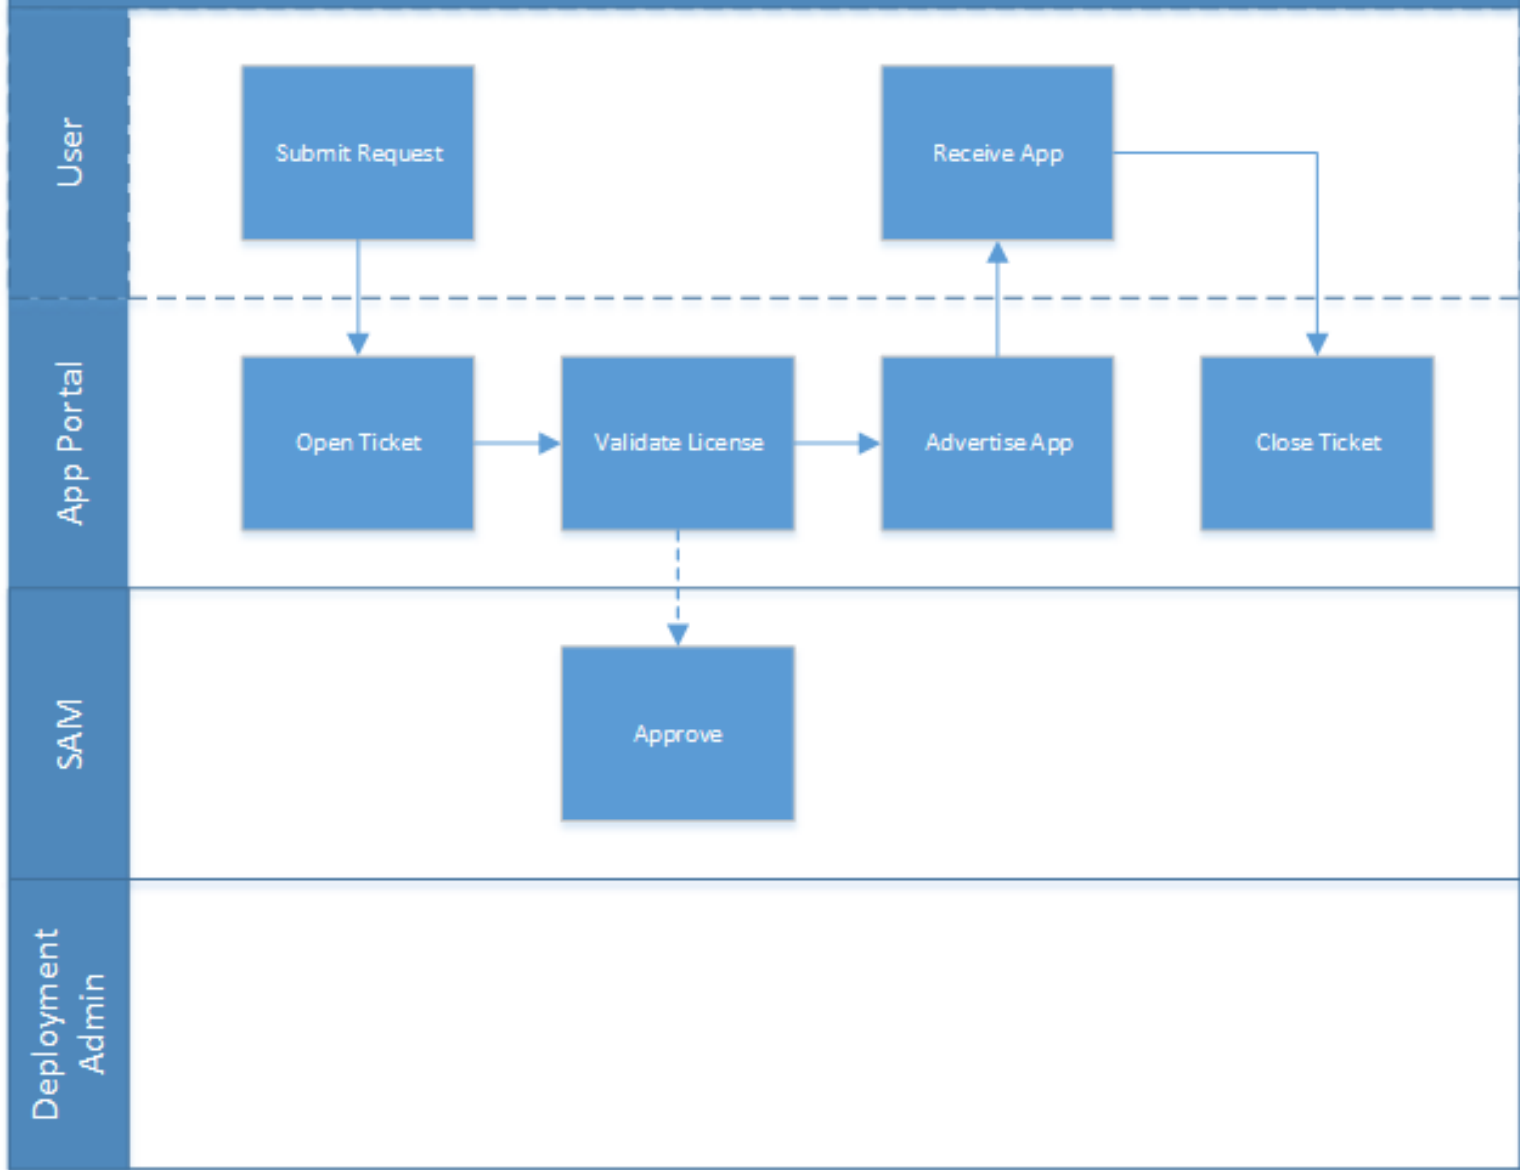 User
Submit Request
Receive App
App Portal
Open Ticket
Validate License
Advertise App
Close Ticket
SAM
Approve
Deployment
Admin